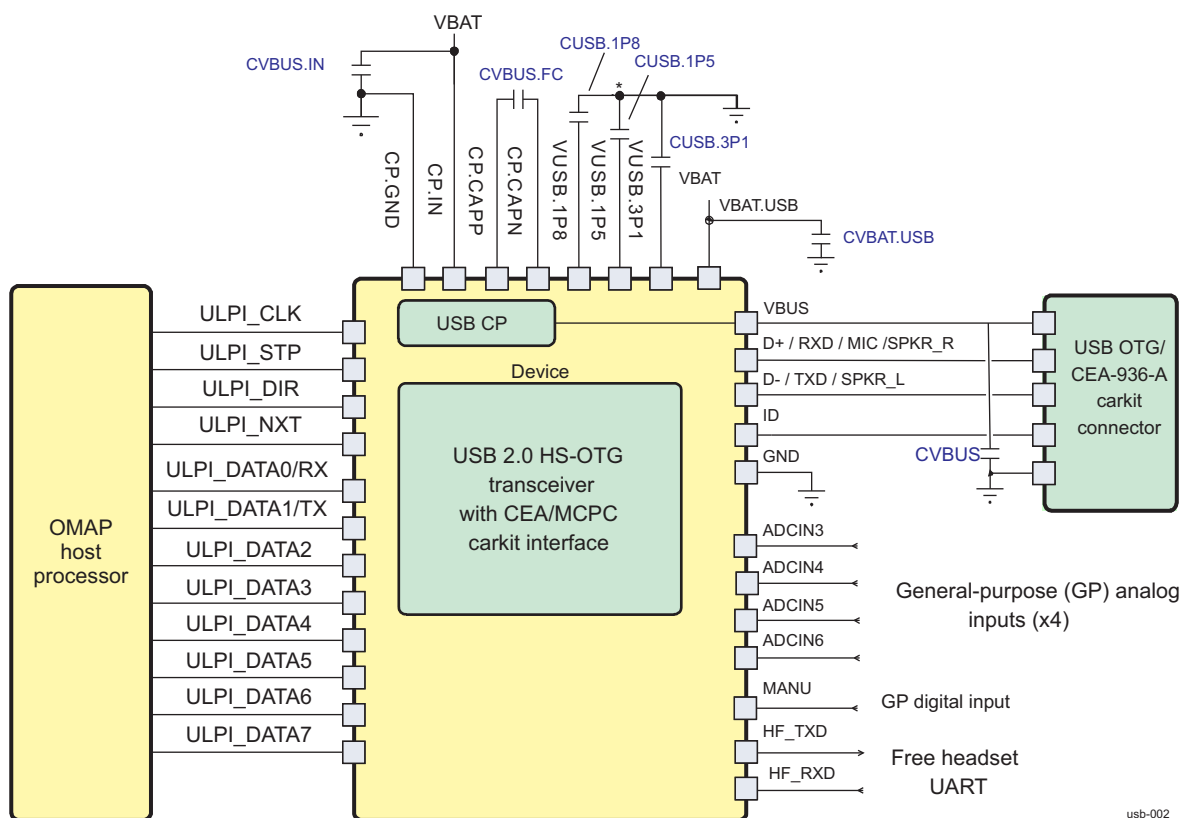 VBAT
CUSB.1P8
CVBUS.IN
CVBUS.FC
CUSB.1P5
*
CUSB.3P1
CP.GND
CP.IN
CP.CAPP
CP.CAPN
VUSB.1P8
VUSB.1P5
VUSB.3P1
VBAT
VBAT.USB
CVBAT.USB
OMAP
host
processor
ULPI_CLK
ULPI_STP
ULPI_DIR
ULPI_NXT
ULPI_DATA0/RX
ULPI_DATA1/TX
ULPI_DATA2
ULPI_DATA3
ULPI_DATA4
ULPI_DATA5
ULPI_DATA6
ULPI_DATA7
USB CP
Device
USB 2.0 HS-OTG
transceiver
with CEA/MCPC
carkit interface
VBUS
D+ / RXD / MIC /SPKR_R
D- / TXD / SPKR_L
ID
GND
CVBUS
USB OTG/
CEA-936-A
carkit
connector
ADCIN3
ADCIN4
ADCIN5
ADCIN6
General-purpose (GP) analog
inputs (x4)
MANU
GP digital input
HF_TXD
HF_RXD
Free headset
UART
usb-002